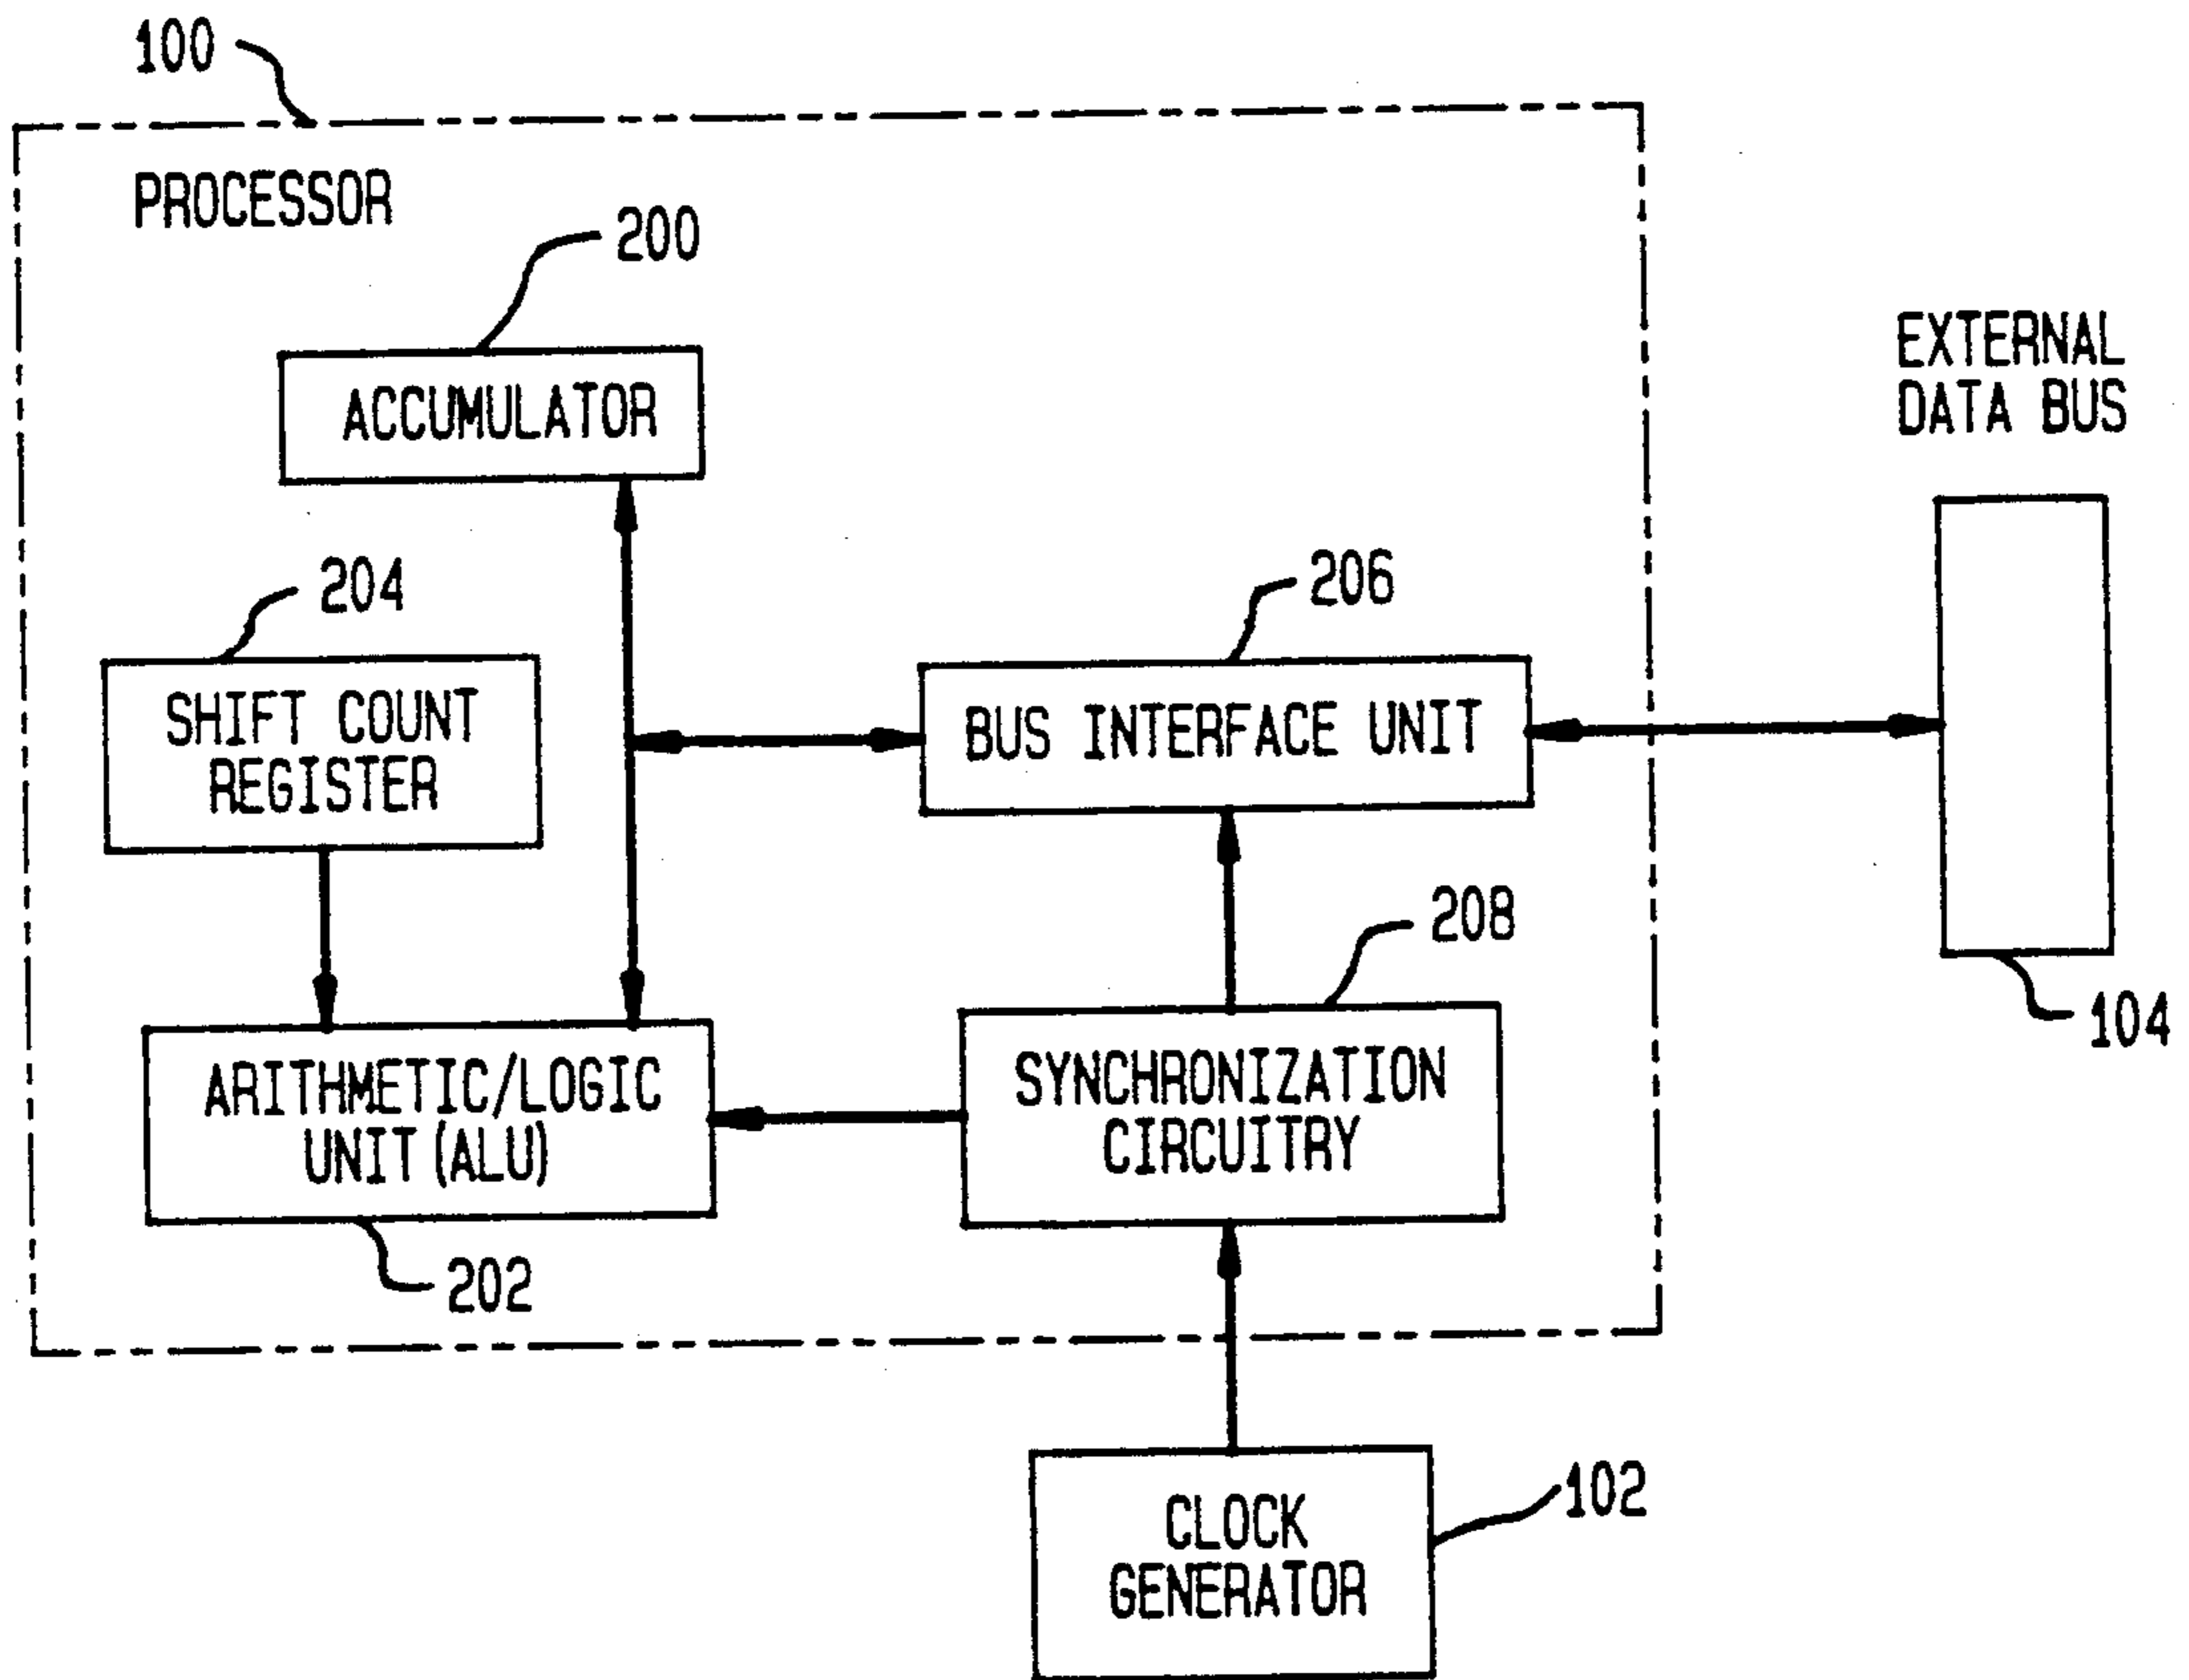 100
PROCESSOR
200
ACCUMULATOR
EXTERNAL
DATA BUS
204
206
SHIFT COUNT
REGISTER
BUS INTERFACE UNIT
208
104
ARITHMETIC/LOGIC
UNIT (ALU)
SYNCHRONIZATION
CIRCUITRY
202
102
CLOCK
GENERATOR